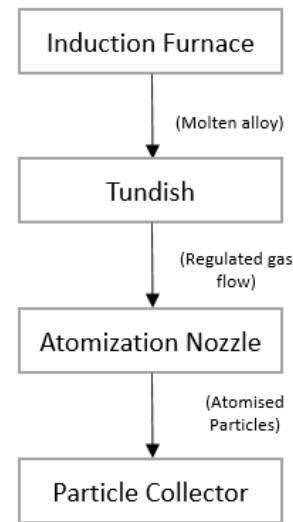 Induction Furnace
(Molten alloy)
Tundish
(Regulated gas
flow)
Atomization Nozzle
(Atomised
Particles)
Particle Collector